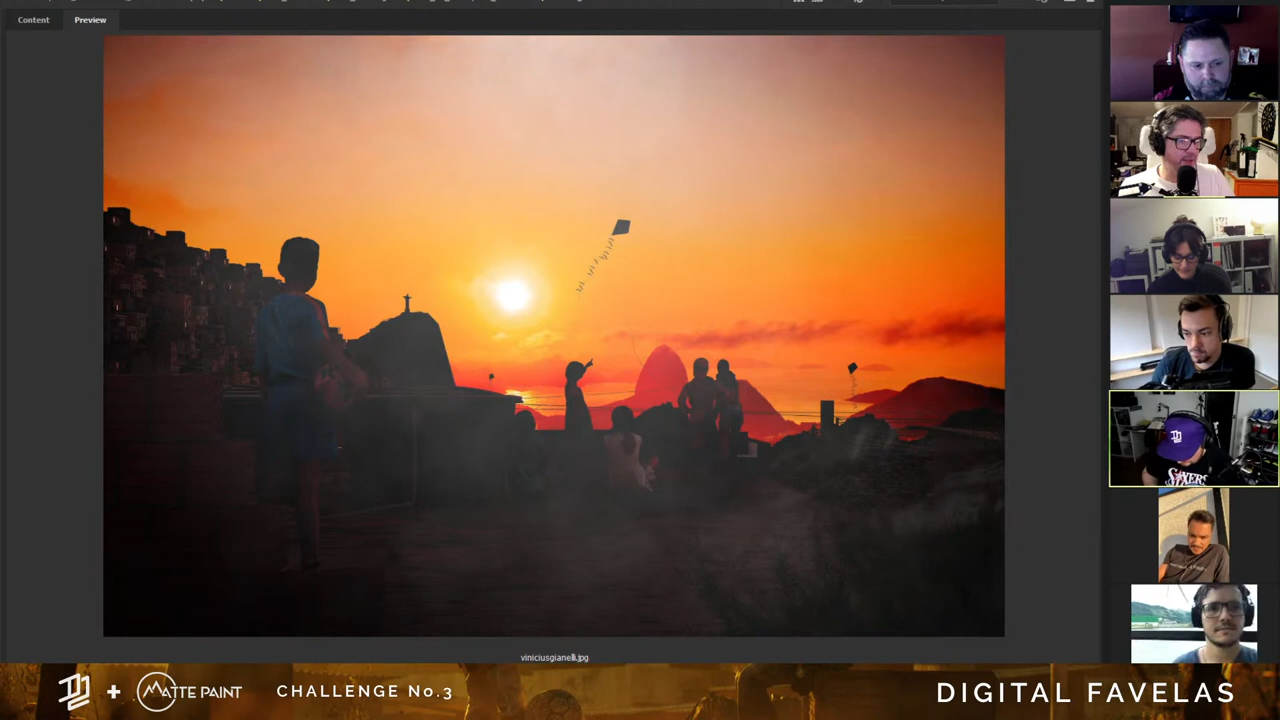 Content Preview
viniciusgianelli.jpg
+ MATTE PAINT CHALLENGE No.3 DIGITAL FAVELAS